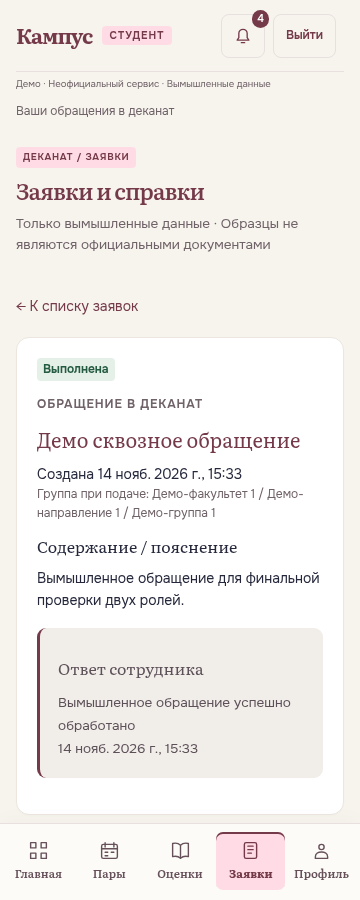 Кампус
СТУДЕНТ
4
Выйти
Демо · Неофициальный сервис · Вымышленные данные
Ваши обращения в деканат
ДЕКАНАТ / ЗАЯВКИ
Заявки и справки
Только вымышленные данные · Образцы не
являются официальными документами
← К списку заявок
Выполнена
ОБРАЩЕНИЕ В ДЕКАНАТ
Демо сквозное обращение
Создана 14 нояб. 2026 г., 15:33
Группа при подаче: Демо-факультет 1 / Демо-
направление 1 / Демо-группа 1
Содержание / пояснение
Вымышленное обращение для финальной
проверки двух ролей.
Ответ сотрудника
Вымышленное обращение успешно
обработано
14 нояб. 2026 г., 15:33
Главная
Пары
Оценки
Заявки
Профиль